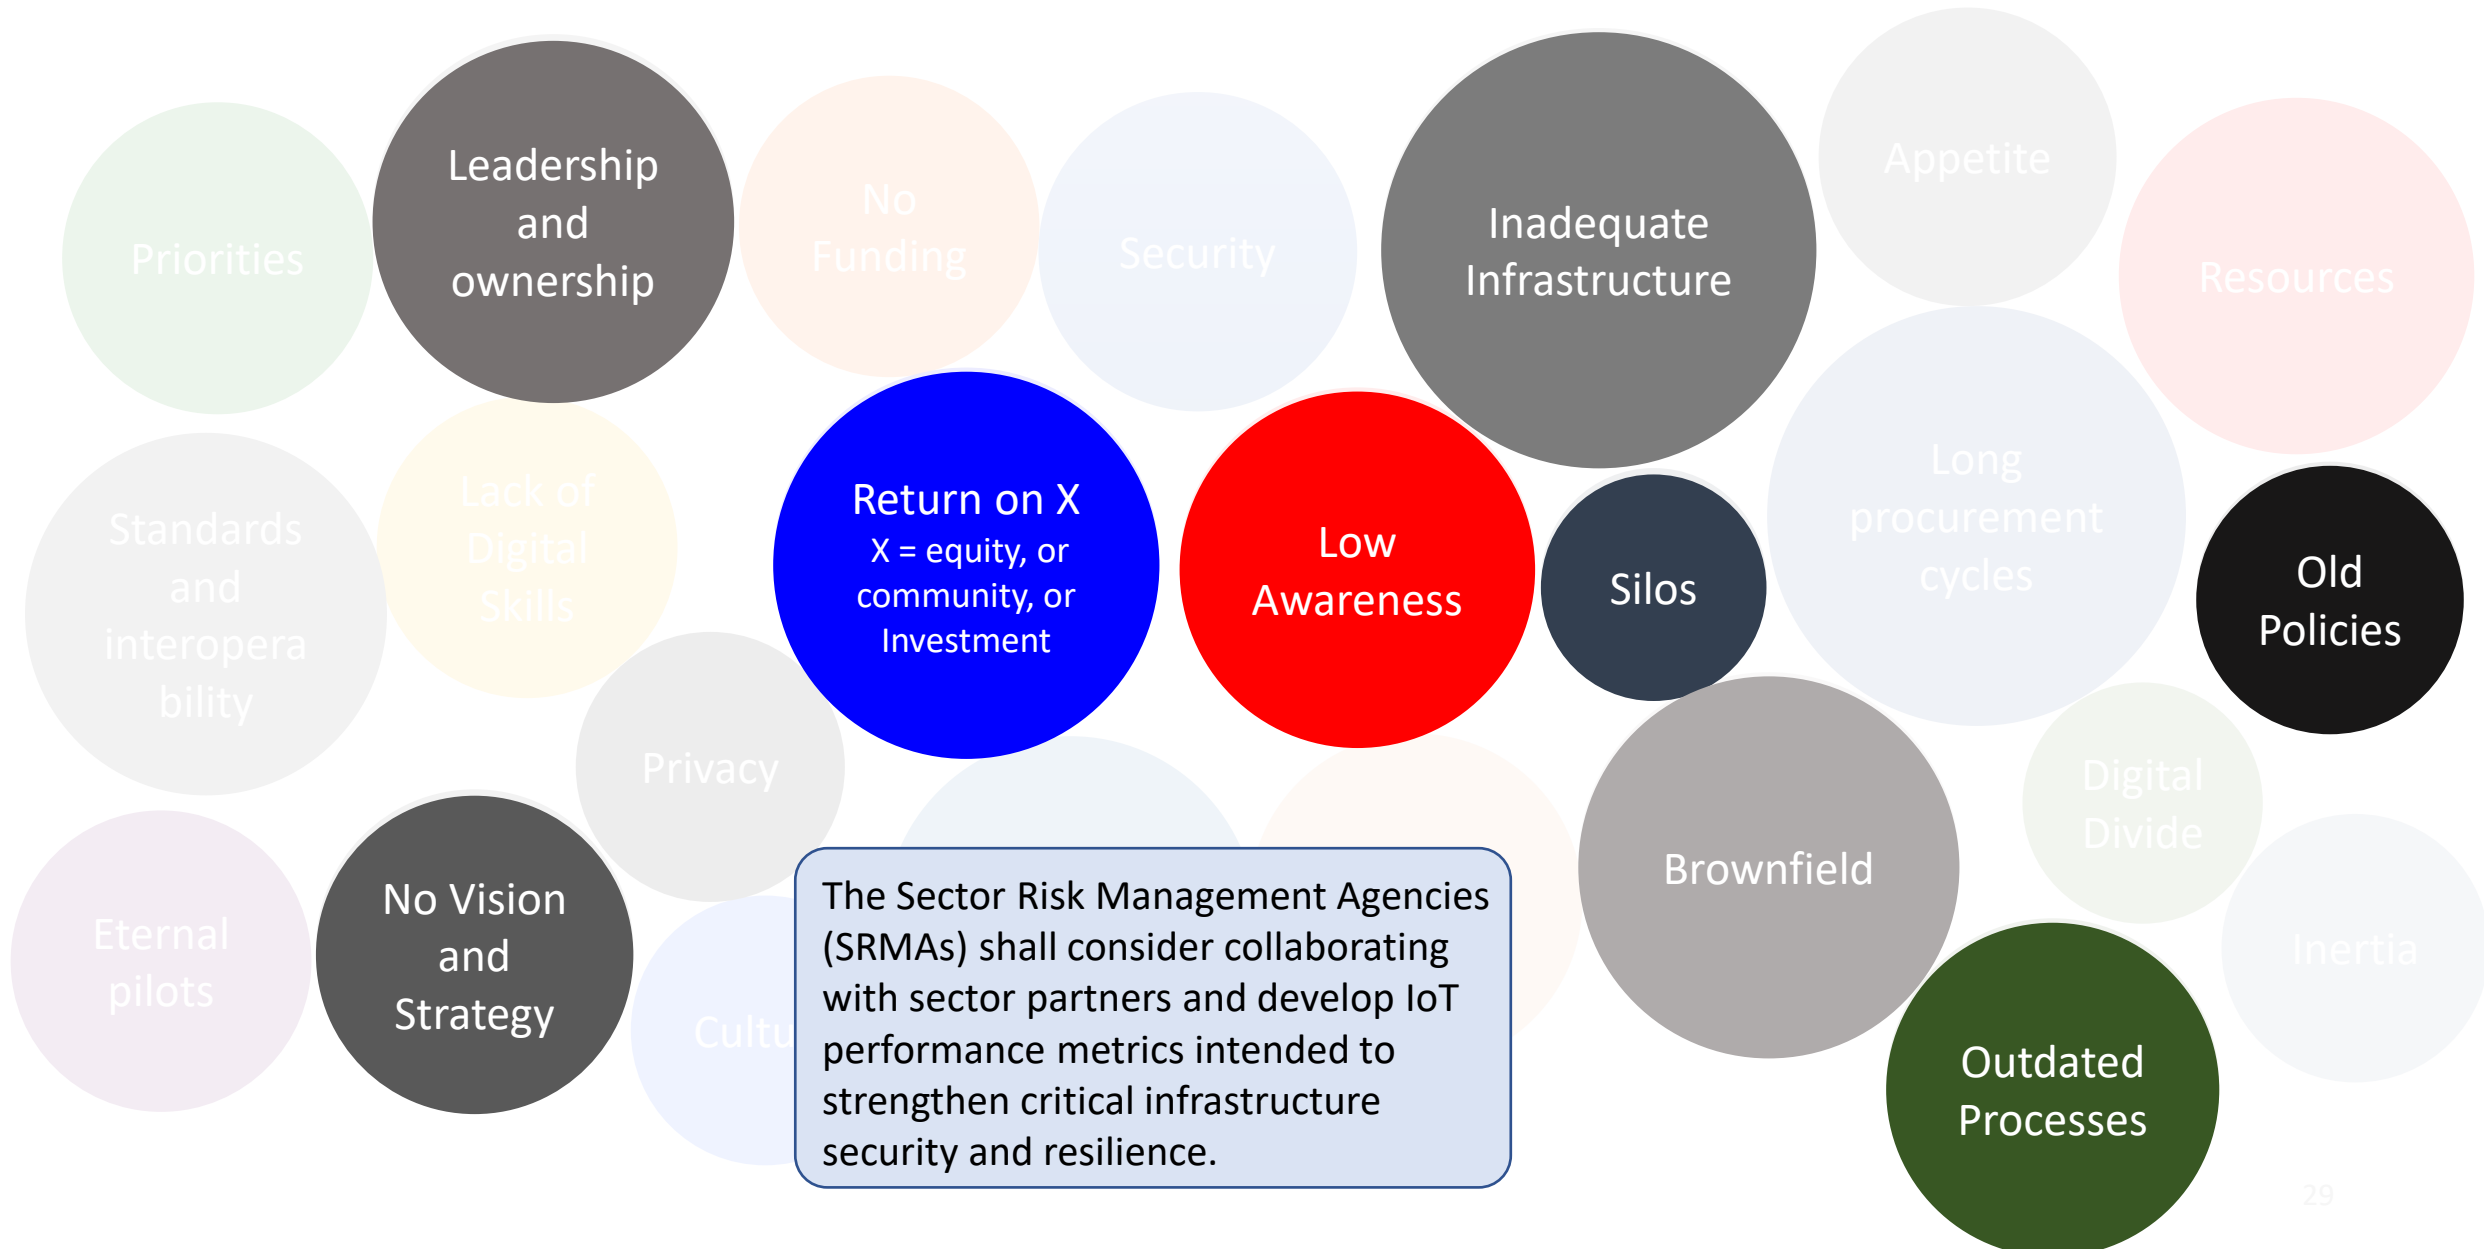 Priorities
Leadership
and
ownership
No
Funding
Security
Inadequate
Infrastructure
Appetite
Resources
Standards
and
interopera
bility
Lack of
Digital
Skills
Return on X
X = equity, or
community, or
Investment
Low
Awareness
Silos
Long
procurement
cycles
Old
Policies
Privacy
Digital
Divide
Eternal
pilots
No Vision
and
Strategy
Cultu
The Sector Risk Management Agencies
(SRMAs) shall consider collaborating
with sector partners and develop IoT
performance metrics intended to
strengthen critical infrastructure
security and resilience.
Brownfield
Inertia
Outdated
Processes
29